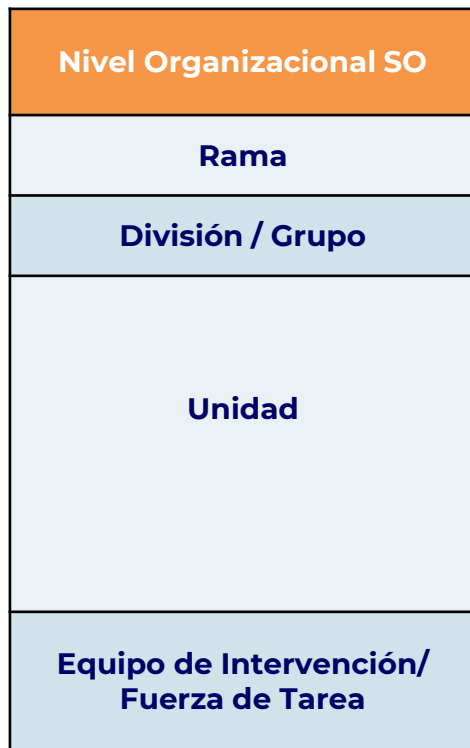 Nivel Organizacional SO
Rama
División / Grupo
Unidad
Equipo de Intervención/
Fuerza de Tarea